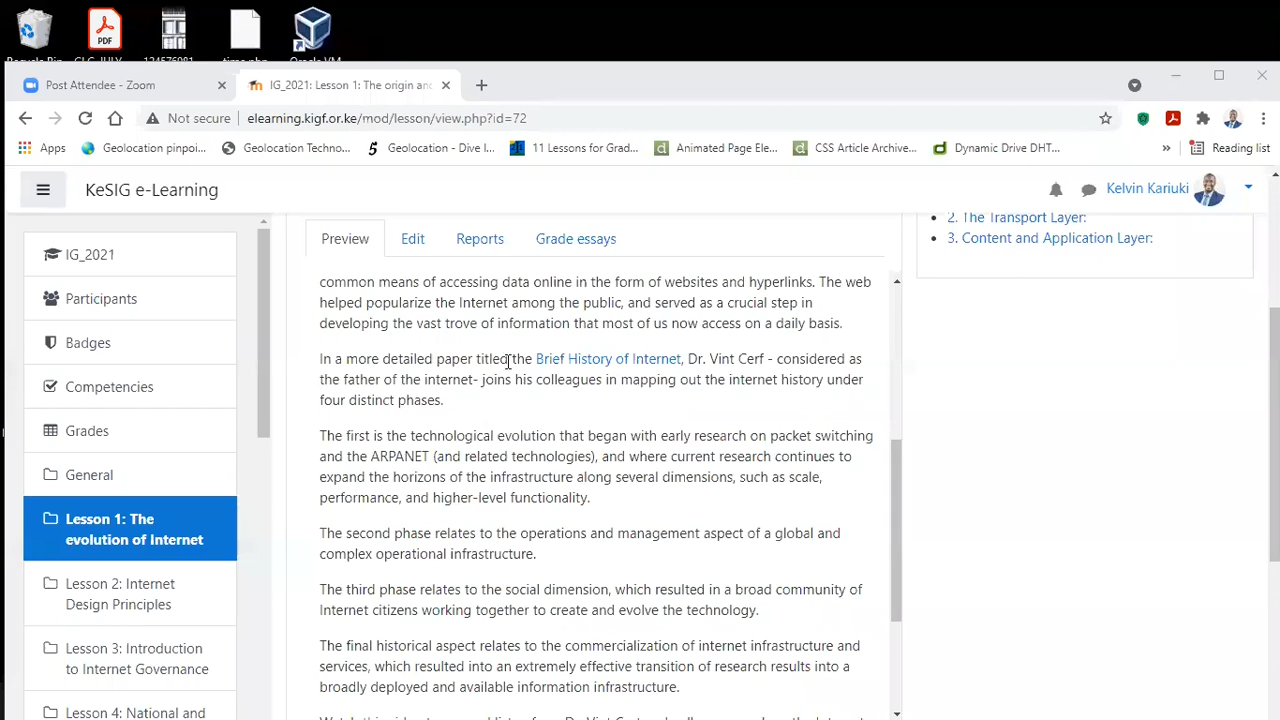 PDF
Recycle Bin
Oracle VM
Post Attendee - Zoom
IG_2021: Lesson 1: The origin and
Not secure
elearning.kigf.or.ke/mod/lesson/view.php?id=72
Apps
Geolocation pinpoi...
Geolocation Techno...
Geolocation - Dive I...
11 Lessons for Grad...
Animated Page Ele...
CSS Article Archive...
Dynamic Drive DHT...
»
Reading list
KeSIG e-Learning
Kelvin Kariuki
IG_2021
Participants
Badges
Competencies
Grades
General
Lesson 1: The
evolution of Internet
Lesson 2: Internet
Design Principles
Lesson 3: Introduction
to Internet Governance
Lesson 4: National and
Preview
Edit
Reports
Grade essays
common means of accessing data online in the form of websites and hyperlinks. The web
helped popularize the Internet among the public, and served as a crucial step in
developing the vast trove of information that most of us now access on a daily basis.
In a more detailed paper titled the Brief History of Internet, Dr. Vint Cerf - considered as
the father of the internet- joins his colleagues in mapping out the internet history under
four distinct phases.
The first is the technological evolution that began with early research on packet switching
and the ARPANET (and related technologies), and where current research continues to
expand the horizons of the infrastructure along several dimensions, such as scale,
performance, and higher-level functionality.
The second phase relates to the operations and management aspect of a global and
complex operational infrastructure.
The third phase relates to the social dimension, which resulted in a broad community of
Internet citizens working together to create and evolve the technology.
The final historical aspect relates to the commercialization of internet infrastructure and
services, which resulted into an extremely effective transition of research results into a
broadly deployed and available information infrastructure.
2. The Transport Layer:
3. Content and Application Layer: